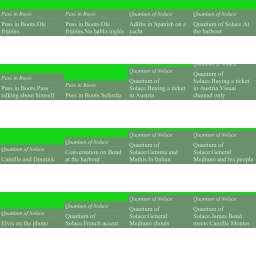 Puss in Boots
Puss in Boots.Ole
frijoles
Puss in Boots
Puss in Boots.Ole
frijoles.No hablo inglés
Quantum of Solace
Adlibs in Spanish on a
yacht
Quantum of Solace
Quantum of Solace.At
the harbour
Puss in Boots
Puss in Boots.Puss
talking about himself
Puss in Boots
Puss in Boots.Señorita
Quantum of Solace
Quantum of
Solace.Buying a ticket
in Austria
Quantum of Solace
Quantum of
Solace.Buying a ticket
in Austria.Visual
channel only
Quantum of Solace
Camille and Dominic
Quantum of Solace
Conversation on Bond
at the harbour
Quantum of Solace
Quantum of
Solace.Gemma and
Mathis.In Italian
Quantum of Solace
Quantum of
Solace.General
Medrano and his people
Quantum of Solace
Elvis on the phone
Quantum of Solace
Quantum of
Solace.French accent
Quantum of Solace
Quantum of
Solace.General
Medrano shouts
Quantum of Solace
Quantum of
Solace.James Bond
meets Camille Montes